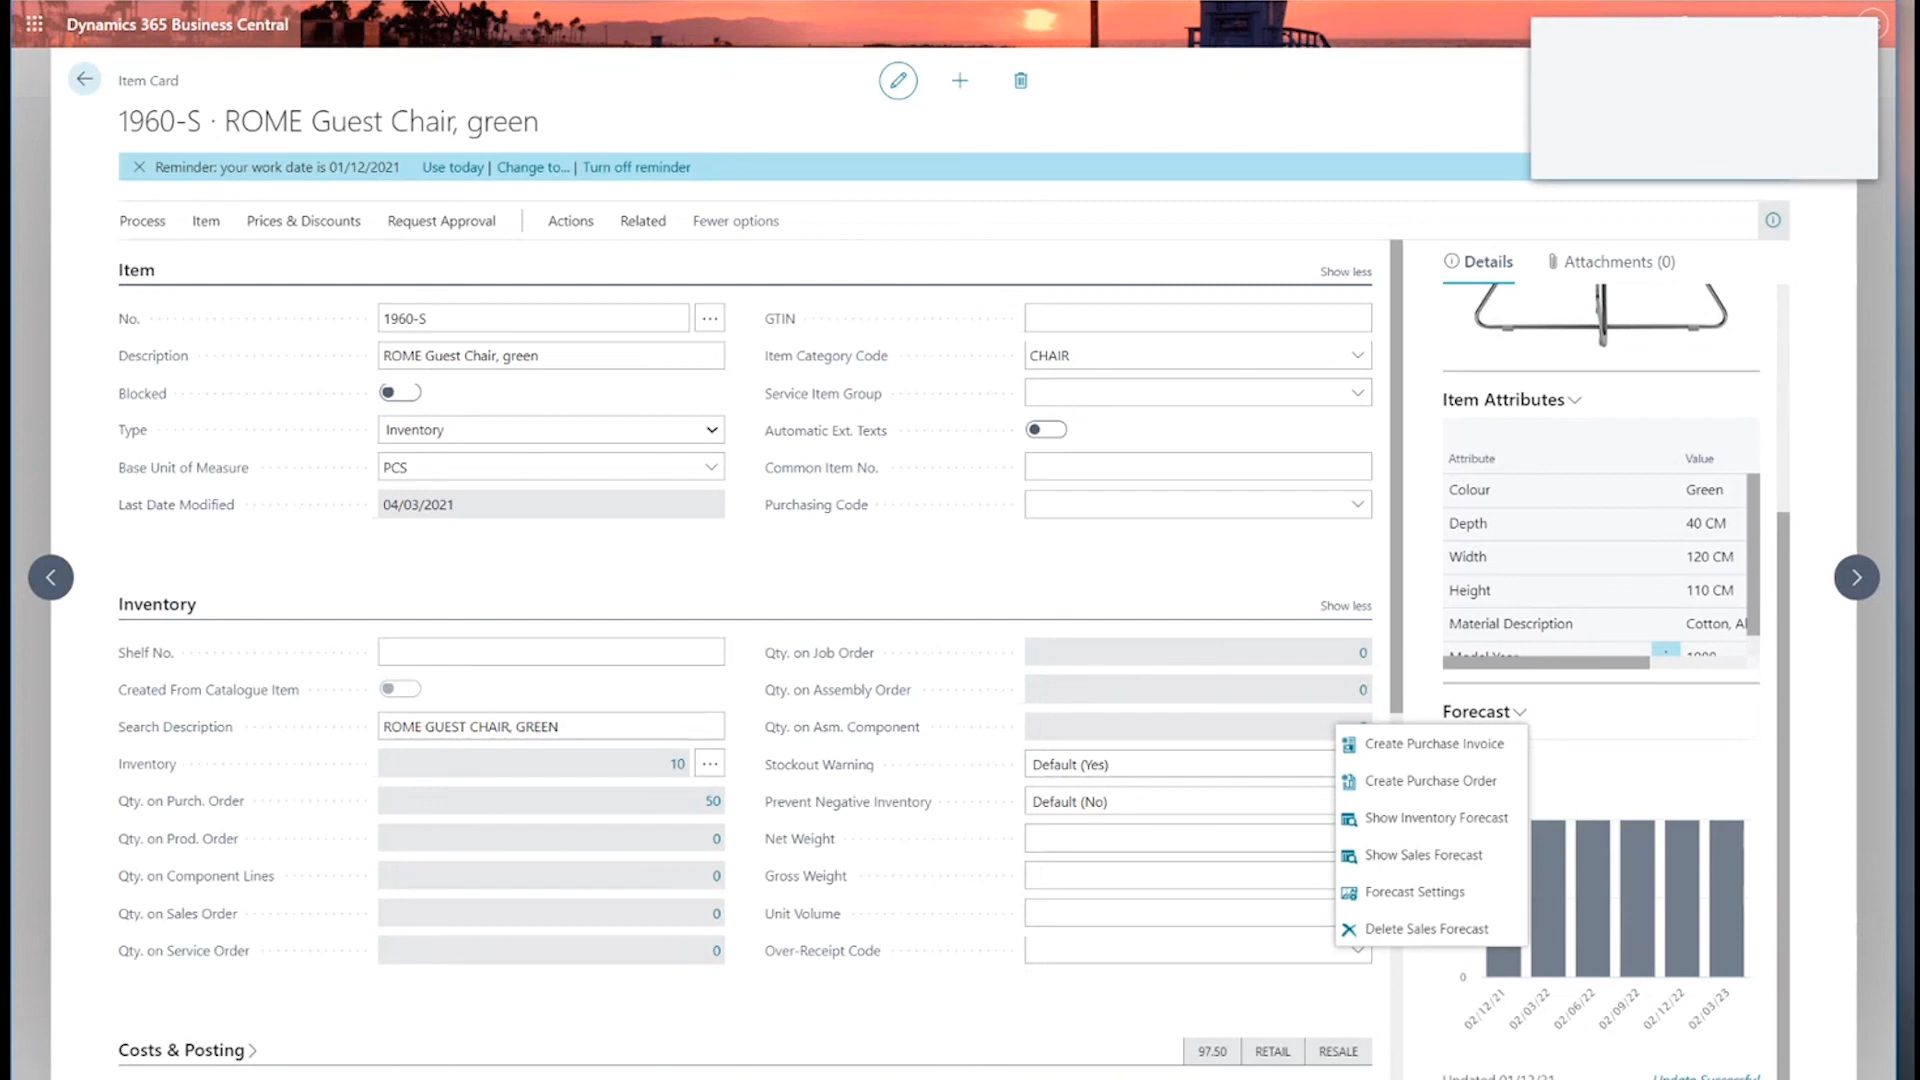 Dynamics 365 Business Central
Item Card
1960-S · ROME Guest Chair, green
Reminder: your work date is 01/12/2021 Use today | Change to... | Turn off reminder
Process Item Prices & Discounts Request Approval Actions Related Fewer options
Item
Show less
No. 1960-S ...
Description ROME Guest Chair, green
Blocked
Type Inventory
Base Unit of Measure PCS
Last Date Modified 04/03/2021
GTIN
Item Category Code CHAIR
Service Item Group
Automatic Ext. Texts
Common Item No.
Purchasing Code
Inventory
Show less
Shelf No.
Created From Catalogue Item
Search Description ROME GUEST CHAIR, GREEN
Inventory 10 ...
Qty. on Purch. Order 50
Qty. on Prod. Order 0
Qty. on Component Lines 0
Qty. on Sales Order 0
Qty. on Service Order 0
Qty. on Job Order 0
Qty. on Assembly Order 0
Qty. on Asm. Component
Stockout Warning Default (Yes)
Prevent Negative Inventory Default (No)
Net Weight
Gross Weight
Unit Volume
Over-Receipt Code
Costs & Posting
97.50 RETAIL RESALE
Details Attachments (0)
Item Attributes
Attribute Value
Colour Green
Depth 40 CM
Width 120 CM
Height 110 CM
Material Description Cotton,
Model Year
Forecast
Create Purchase Invoice
Create Purchase Order
Show Inventory Forecast
Show Sales Forecast
Forecast Settings
Delete Sales Forecast
0
02/12/21 02/03/22 02/06/22 02/09/22 02/12/22 02/03/23
Updated 01/12/21 Update Successful